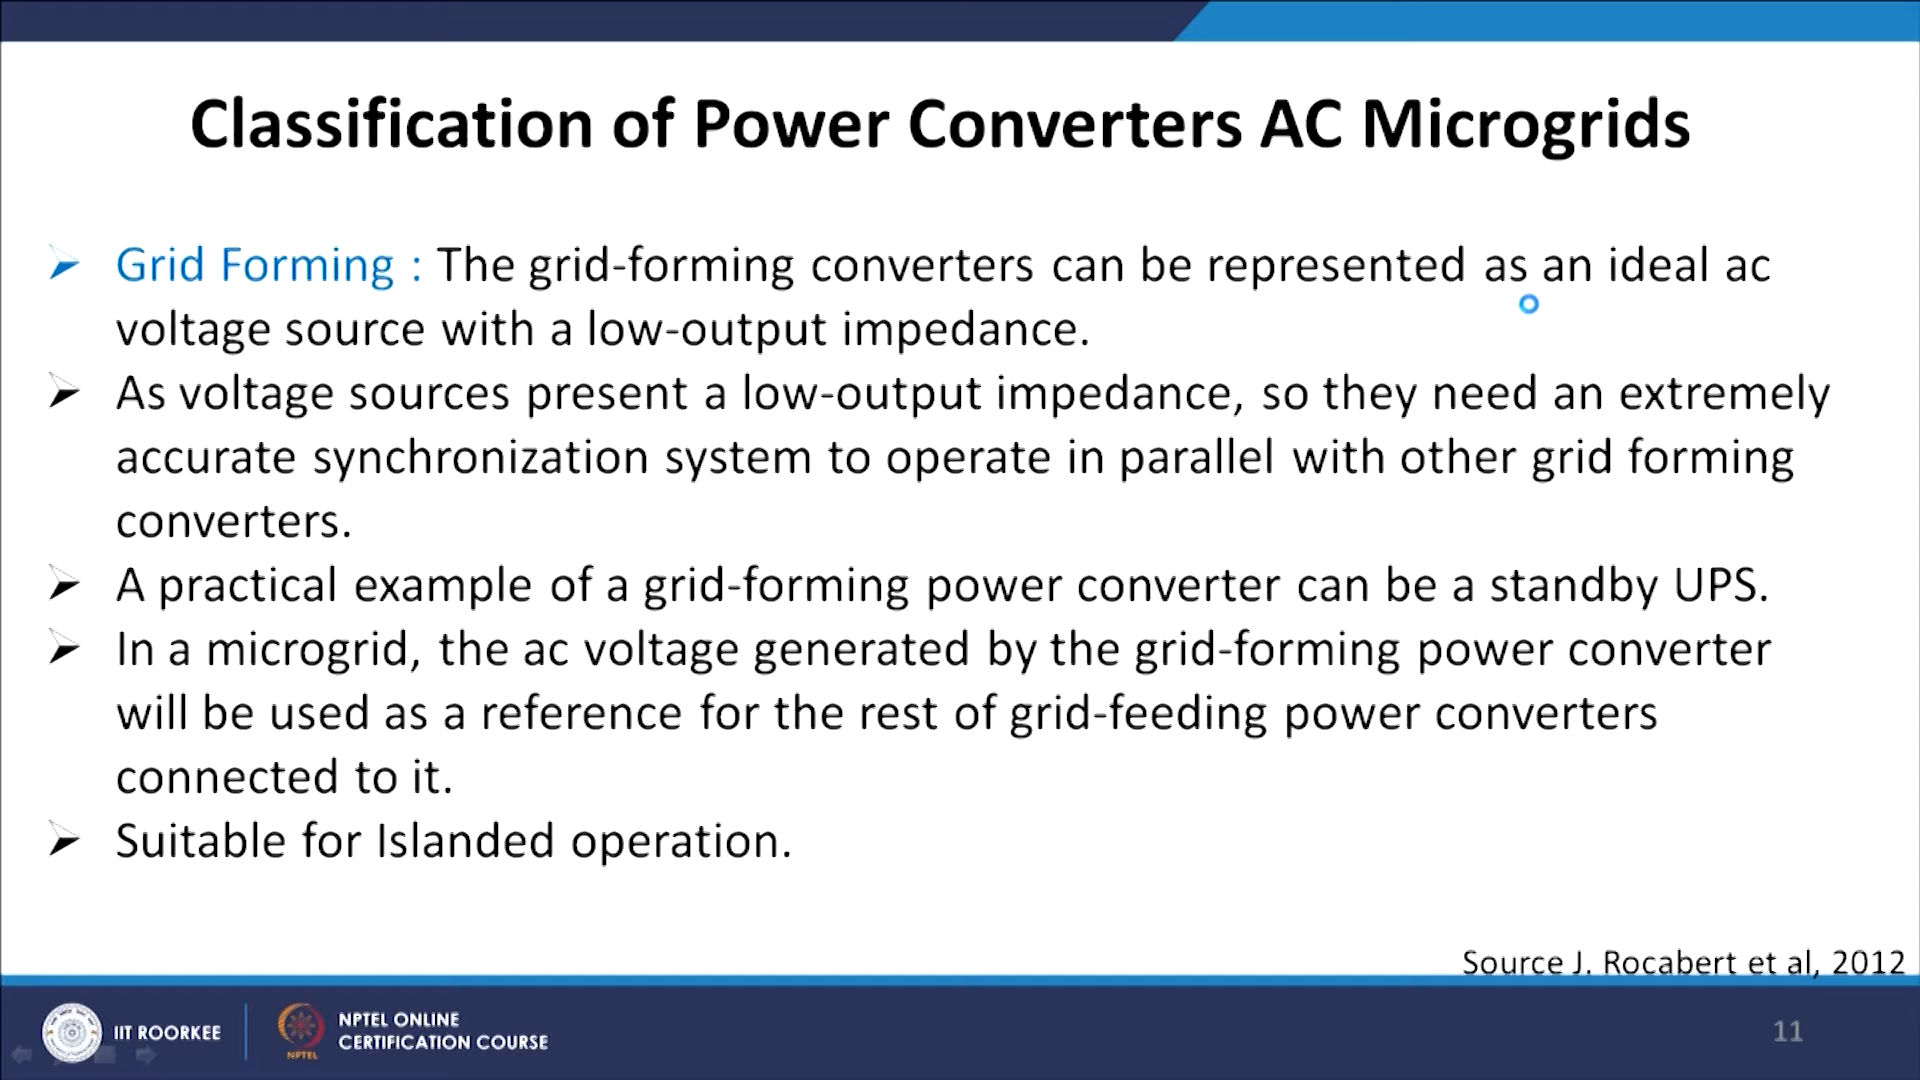 Classification of Power Converters AC Microgrids
Grid Forming : The grid-forming converters can be represented as an ideal ac
voltage source with a low-output impedance.
As voltage sources present a low-output impedance, so they need an extremely
accurate synchronization system to operate in parallel with other grid forming
converters.
A practical example of a grid-forming power converter can be a standby UPS.
In a microgrid, the ac voltage generated by the grid-forming power converter
will be used as a reference for the rest of grid-feeding power converters
connected to it.
Suitable for Islanded operation.
Source J. Rocabert et al, 2012
IIT ROORKEE
NPTEL
NPTEL ONLINE
CERTIFICATION COURSE
11